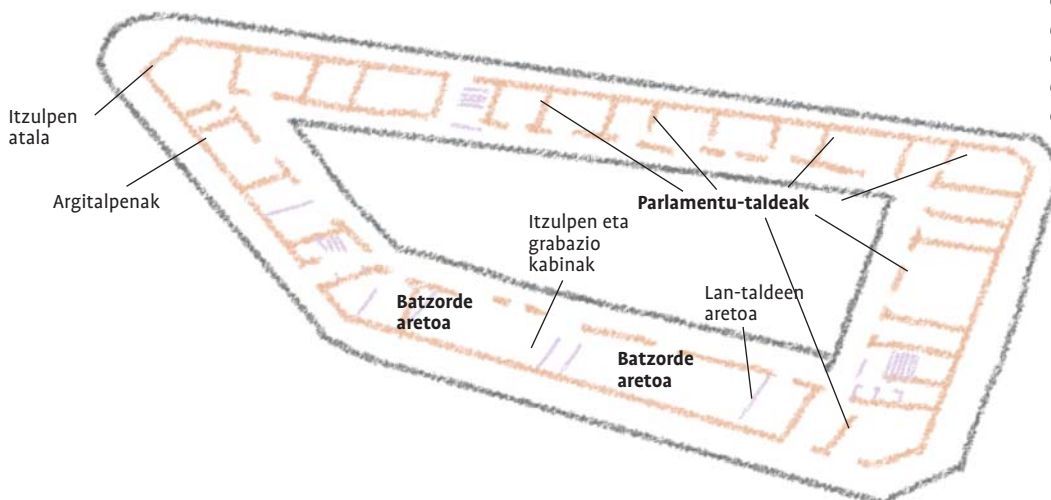 Itzulpen
atala
Argitalpenak
Parlamentu-taldeak
Itzulpen eta
grabazio
kabinak
Lan-taldeen
aretoa
Batzorde
aretoa
Batzorde
aretoa